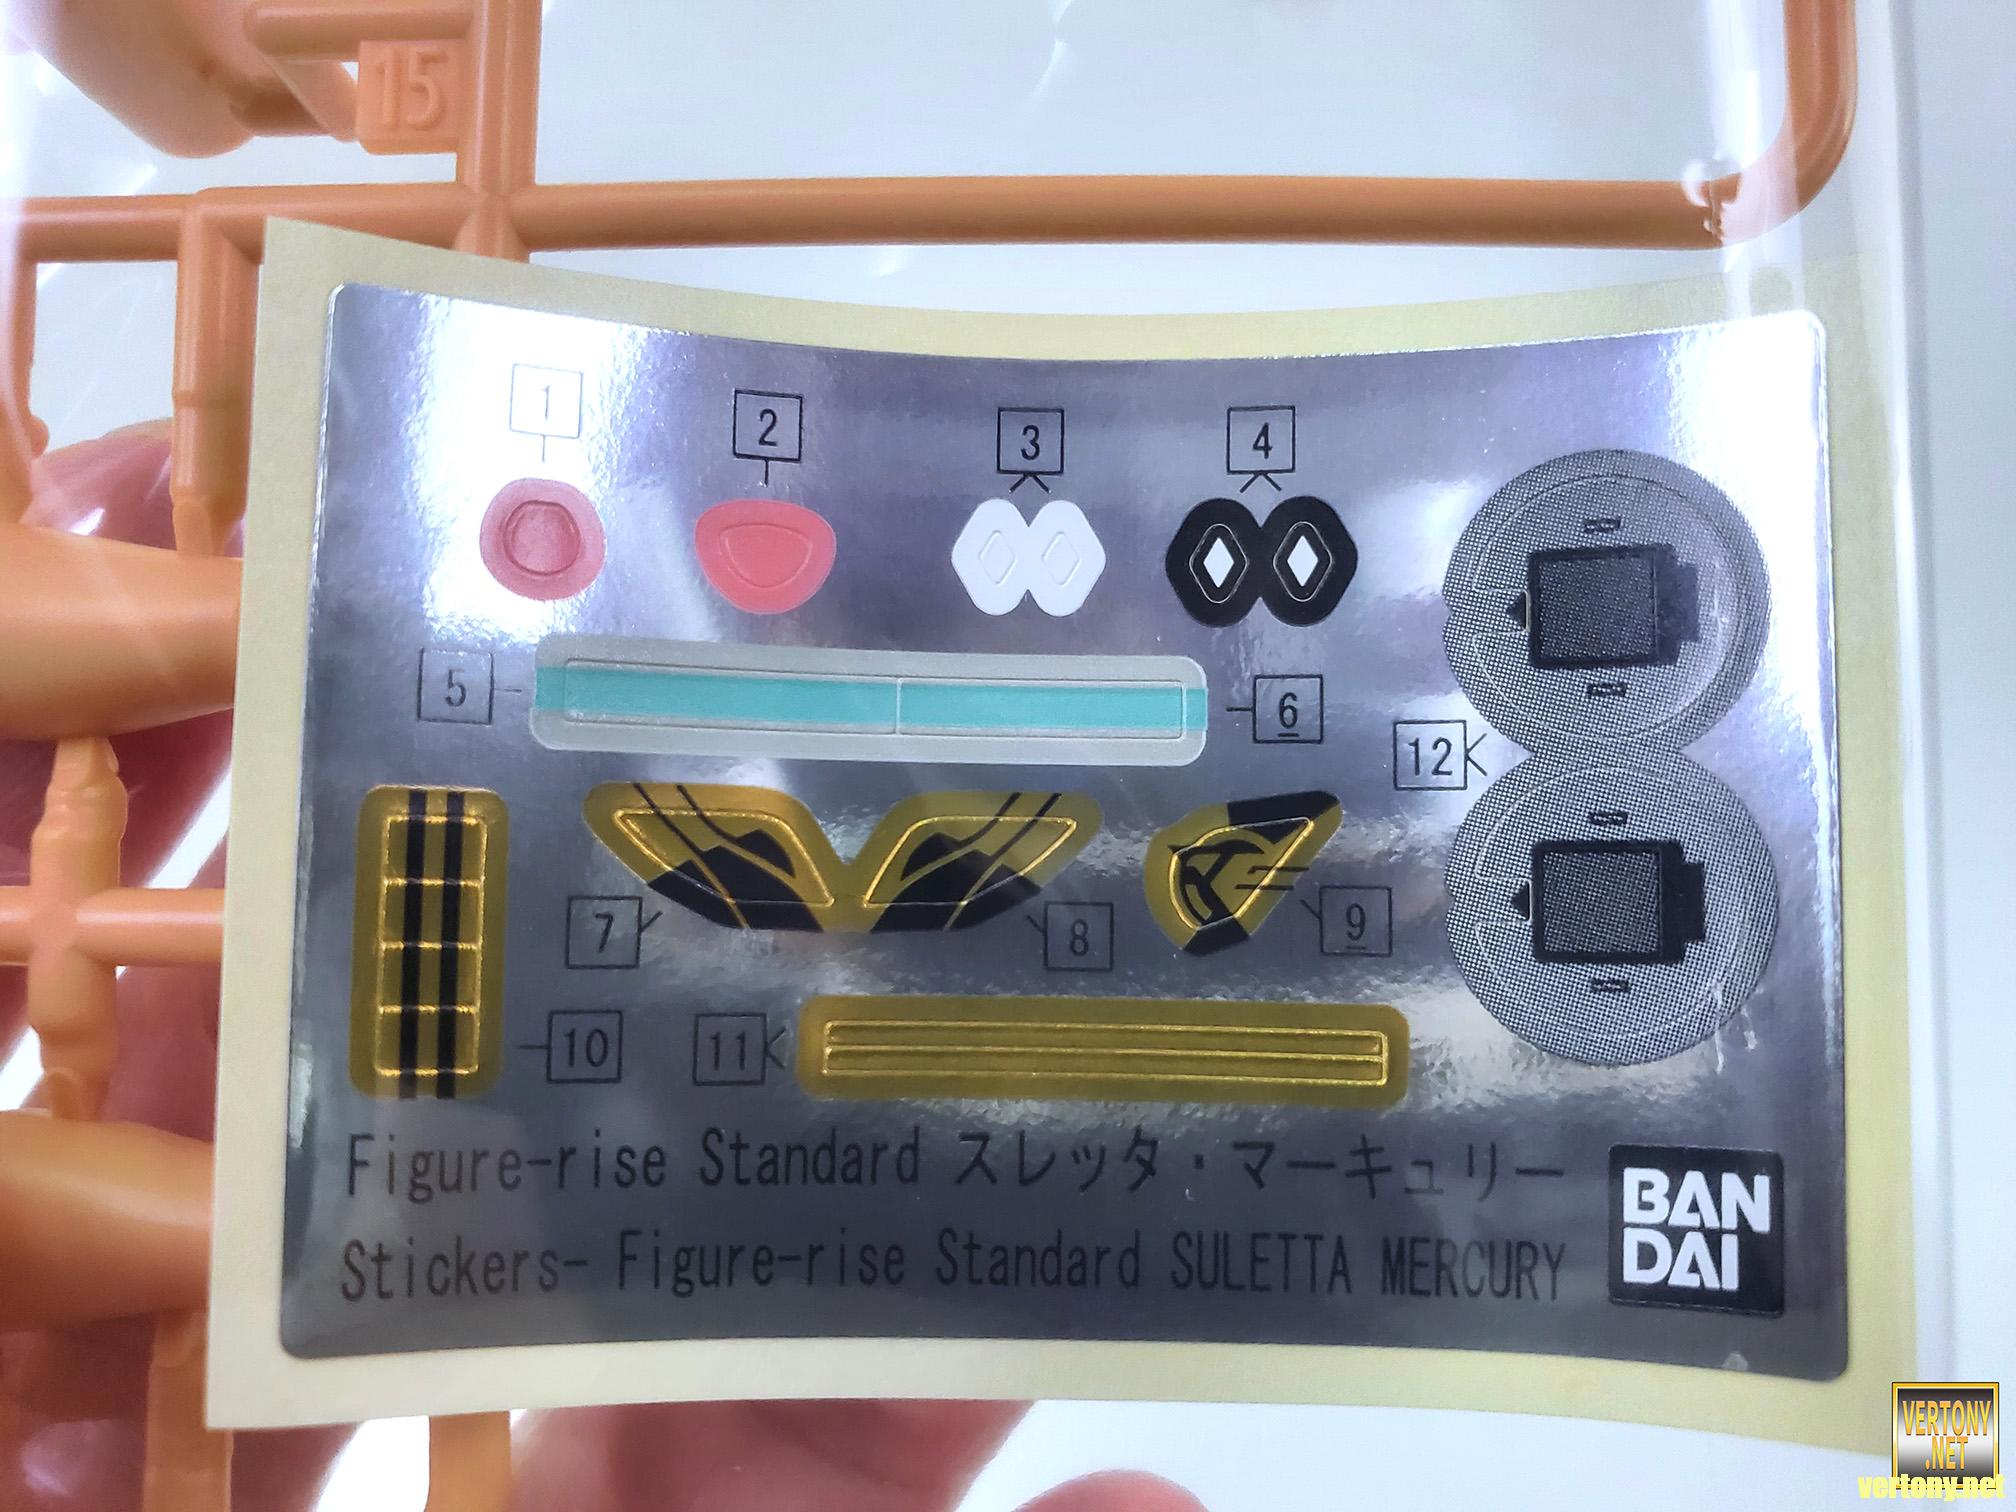 15
1
2
3
4
5
6
12
7
8
9
10
11
Figure-rise Standard スレッタ・マーキュリー
Stickers- Figure-rise Standard SULETTA MERCURY
BAN
DAI
VERTONY
.NET
vertony.net